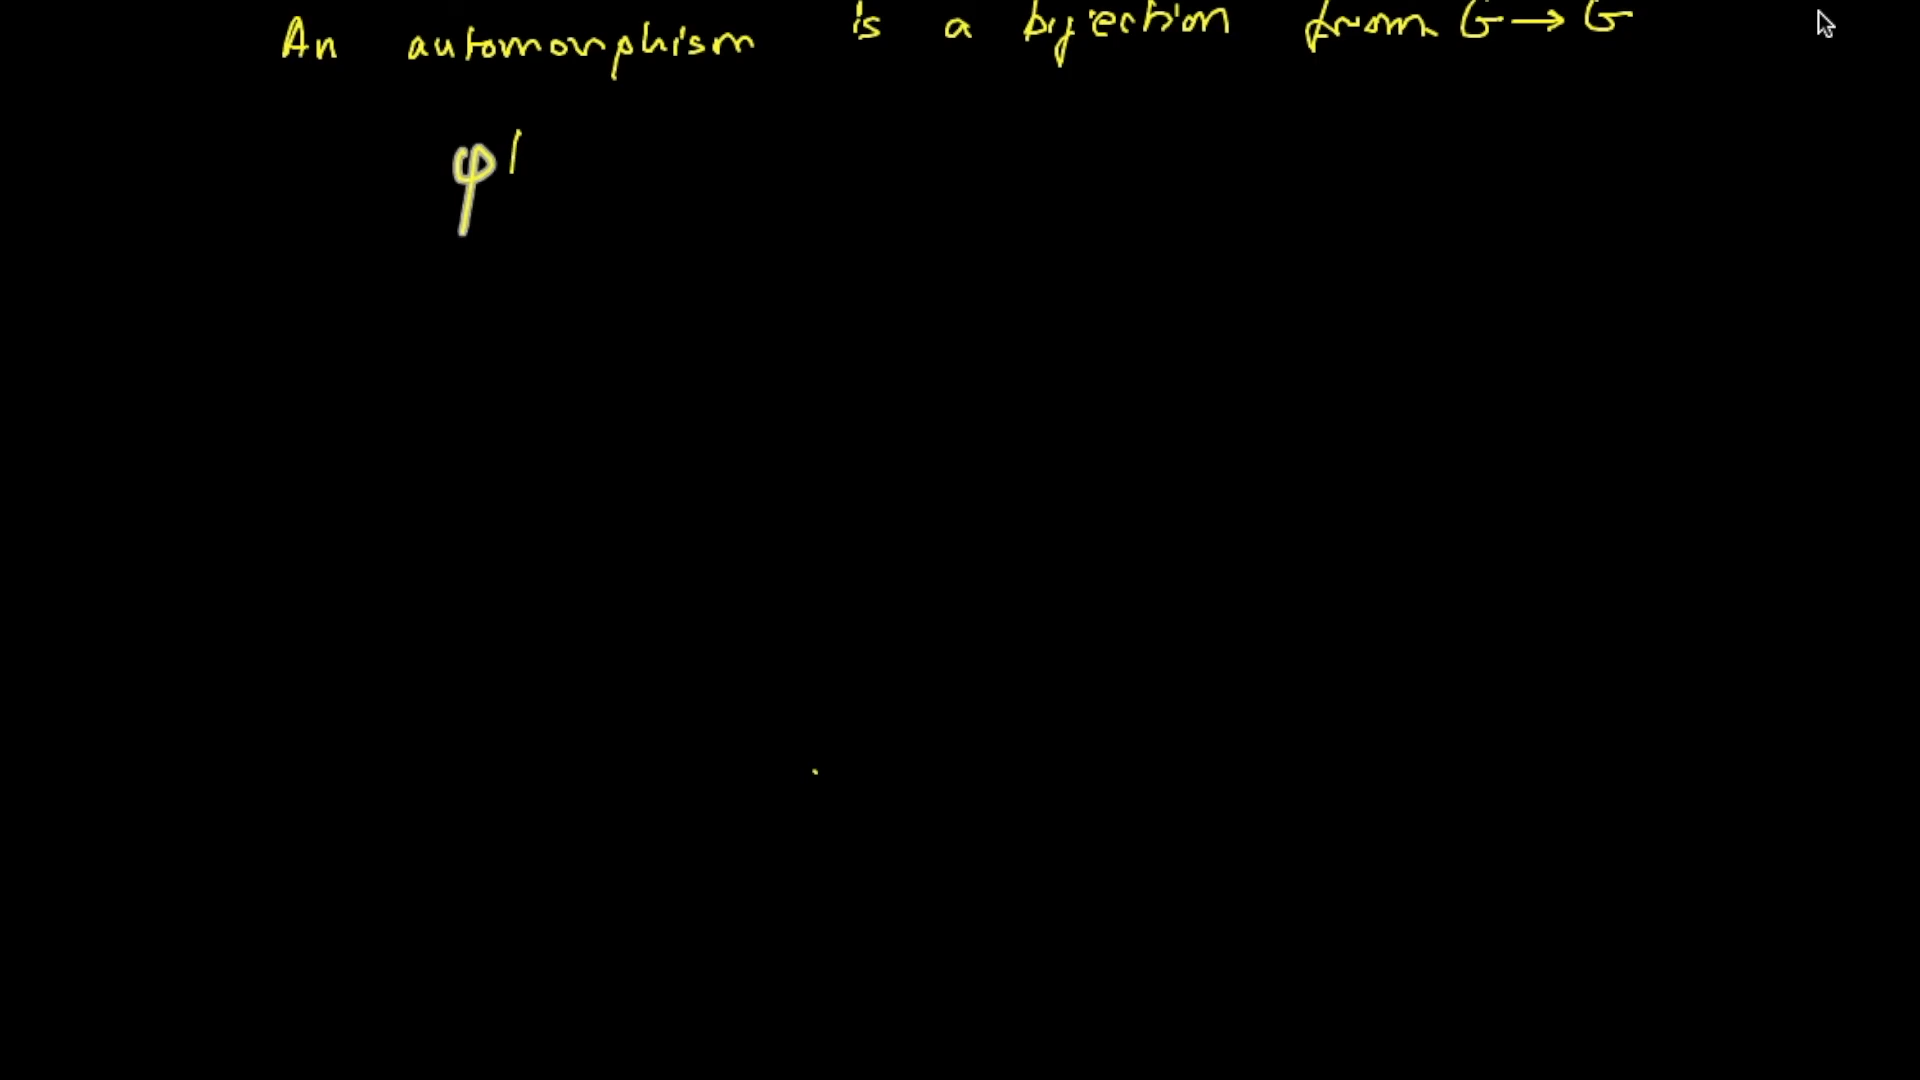 An automorphism is a bijection from G → G
φ